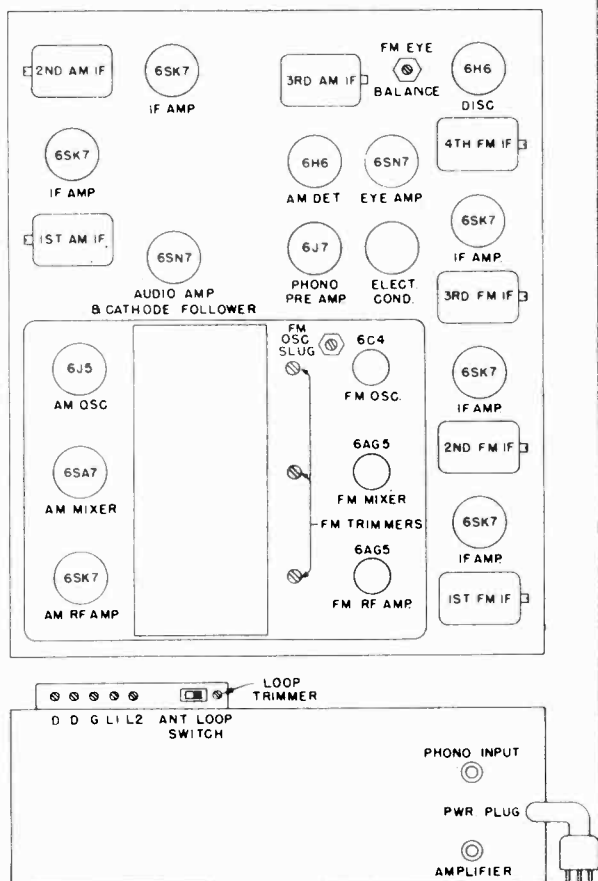 2ND AM IF
6SK7
IF AMP
3RD AM IF
FM EYE
BALANCE
6H6
DISC
6SK7
IF AMP
6H6
AM DET
6SN7
EYE AMP
4TH FM IF
1ST AM IF
6SN7
AUDIO AMP
& CATHODE FOLLOWER
6J7
PHONO
PRE AMP.
ELECT.
COND.
6SK7
IF AMP.
3RD FM IF
6J5
AM OSC
FM
OSC
SLUG
6C4
FM OSC.
6SK7
IF AMP.
2ND FM IF
6SA7
AM MIXER
6AG5
FM MIXER
FM TRIMMERS
6SK7
IF AMP.
6SK7
AM RF AMP
6AG5
FM RF AMP.
1ST FM IF
LOOP
TRIMMER
D D G L1 L2 ANT LOOP
SWITCH
PHONO INPUT
PWR PLUG
AMPLIFIER